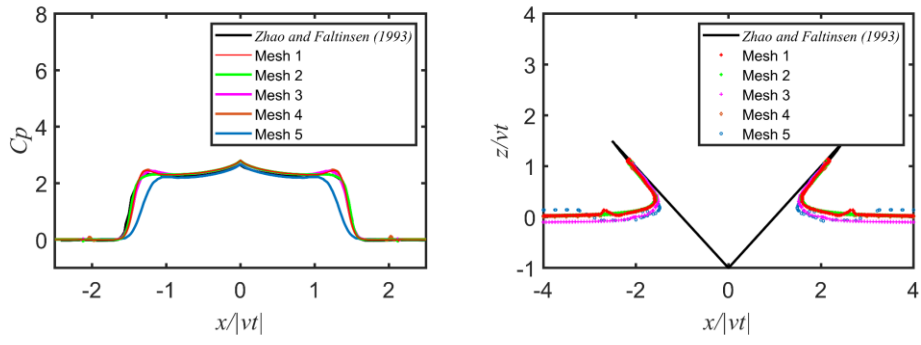 8
6
4
2
0
Cp
-2
-1
0
1
2
x/|vt|
Zhao and Faltinsen (1993)
Mesh 1
Mesh 2
Mesh 3
Mesh 4
Mesh 5
4
3
2
1
0
-1
z/vt
-4
-2
0
2
4
x/|vt|
Zhao and Faltinsen (1993)
Mesh 1
Mesh 2
Mesh 3
Mesh 4
Mesh 5